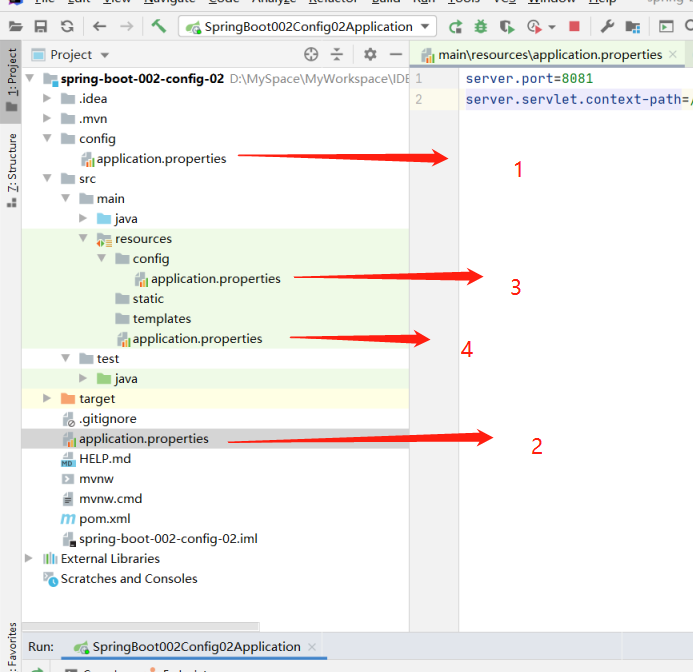 SpringBoot002Config02Application
1: Project
Project
main\resources\application.properties
spring-boot-002-config-02 D:\MySpace\MyWorkspace\IDE
1 server.port=8081
.idea
2 server.servlet.context-path=/
.mvn
config
application.properties
1
src
main
java
resources
config
application.properties
3
static
templates
application.properties
4
test
java
target
.gitignore
application.properties
2
HELP.md
mvnw
mvnw.cmd
pom.xml
spring-boot-002-config-02.iml
External Libraries
Scratches and Consoles
Z: Structure
Favorites
Run: SpringBoot002Config02Application